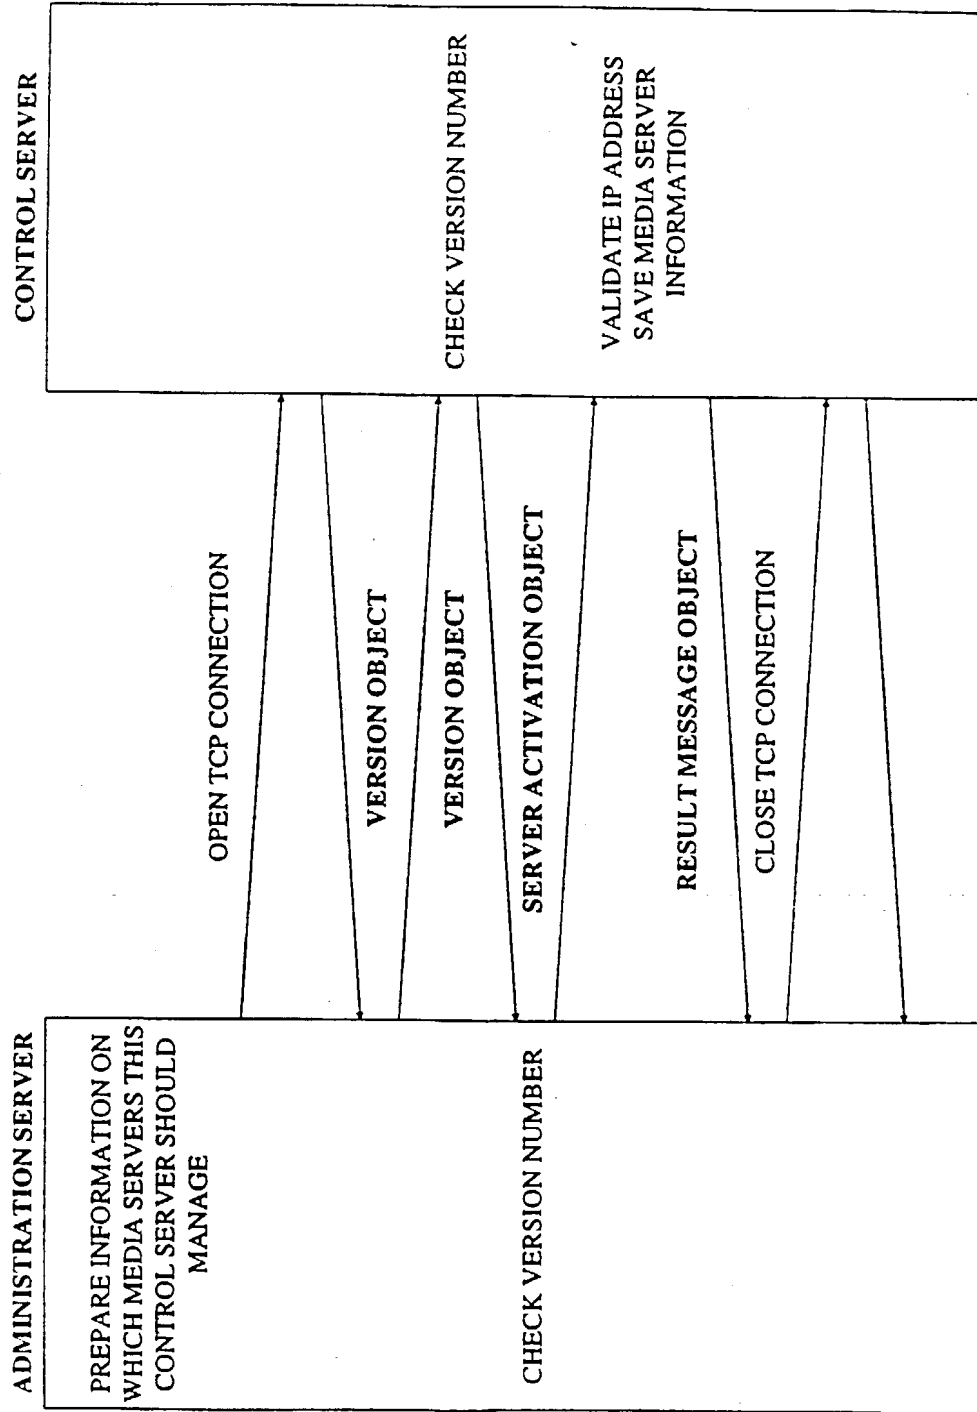 ADMINISTRATION SERVER
CONTROL SERVER
PREPARE INFORMATION ON
WHICH MEDIA SERVERS THIS
CONTROL SERVER SHOULD
MANAGE
OPEN TCP CONNECTION
VERSION OBJECT
VERSION OBJECT
CHECK VERSION NUMBER
CHECK VERSION NUMBER
SERVER ACTIVATION OBJECT
VALIDATE IP ADDRESS
SAVE MEDIA SERVER
INFORMATION
RESULT MESSAGE OBJECT
CLOSE TCP CONNECTION